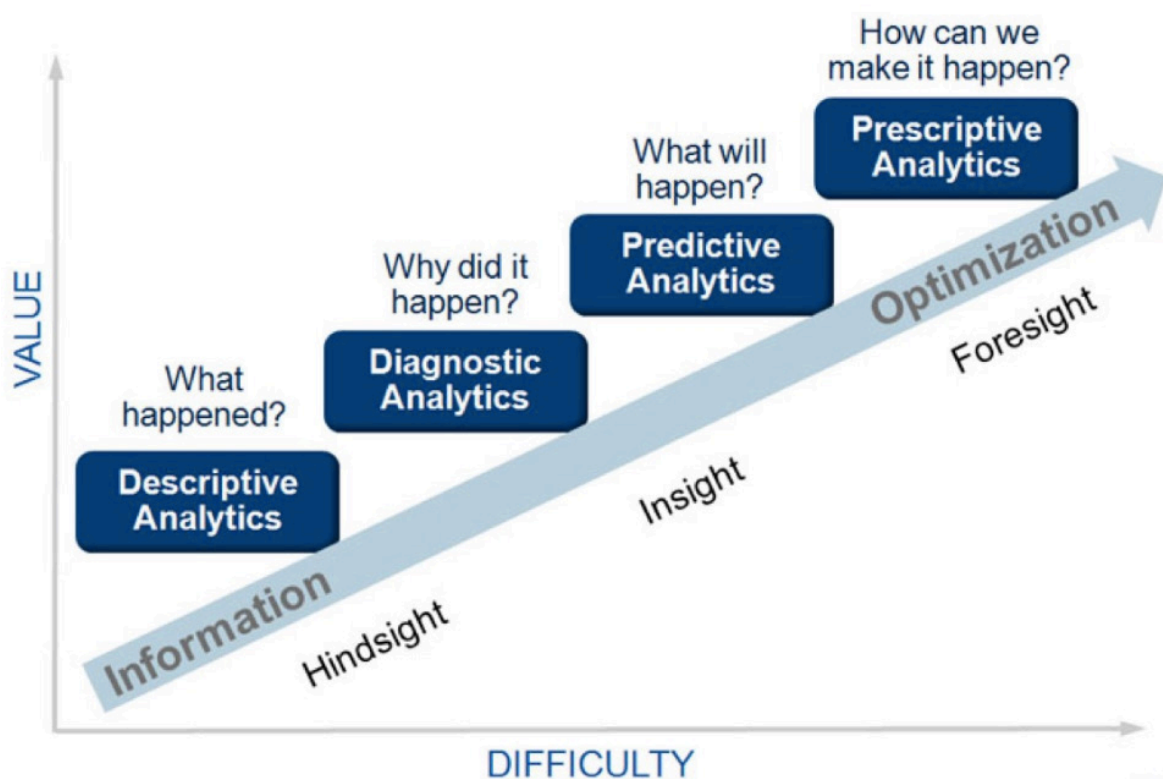 How can we
make it happen?
Prescriptive
Analytics
What will
happen?
Predictive
Analytics
Why did it
happen?
Diagnostic
Analytics
What
happened?
Descriptive
Analytics
VALUE
Information
Optimization
Hindsight
Insight
Foresight
DIFFICULTY